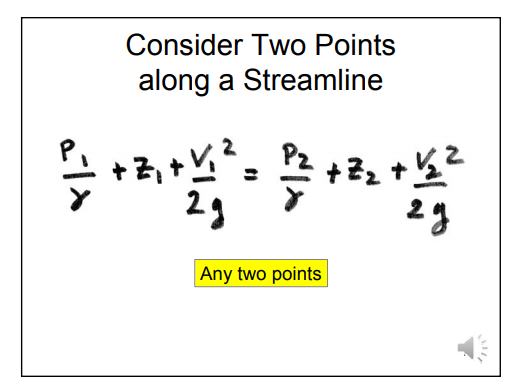 Consider Two Points
along a Streamline
P₁/γ + Z₁ + V₁²/2g = P₂/γ + Z₂ + V₂²/2g
Any two points